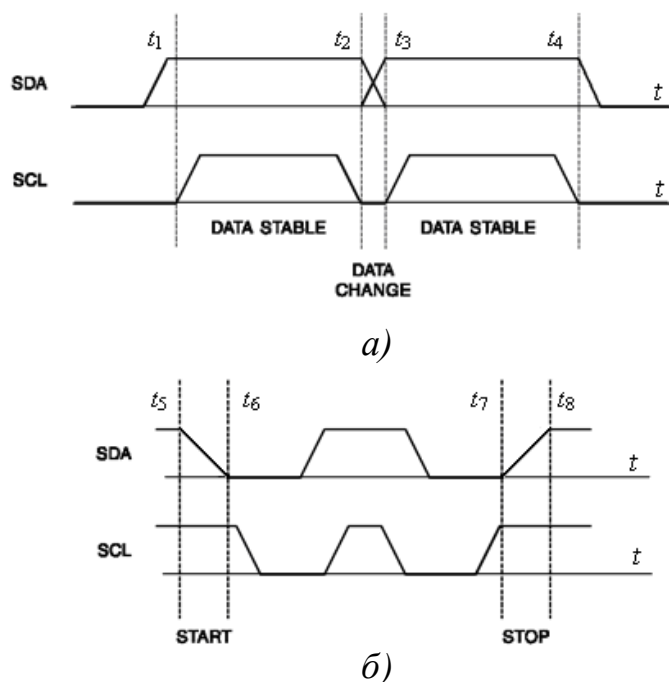 t1 t2 t3 t4
SDA
t
SCL
t
DATA STABLE DATA STABLE
DATA
CHANGE
а)
t5 t6 t7 t8
SDA
t
SCL
t
START STOP
б)